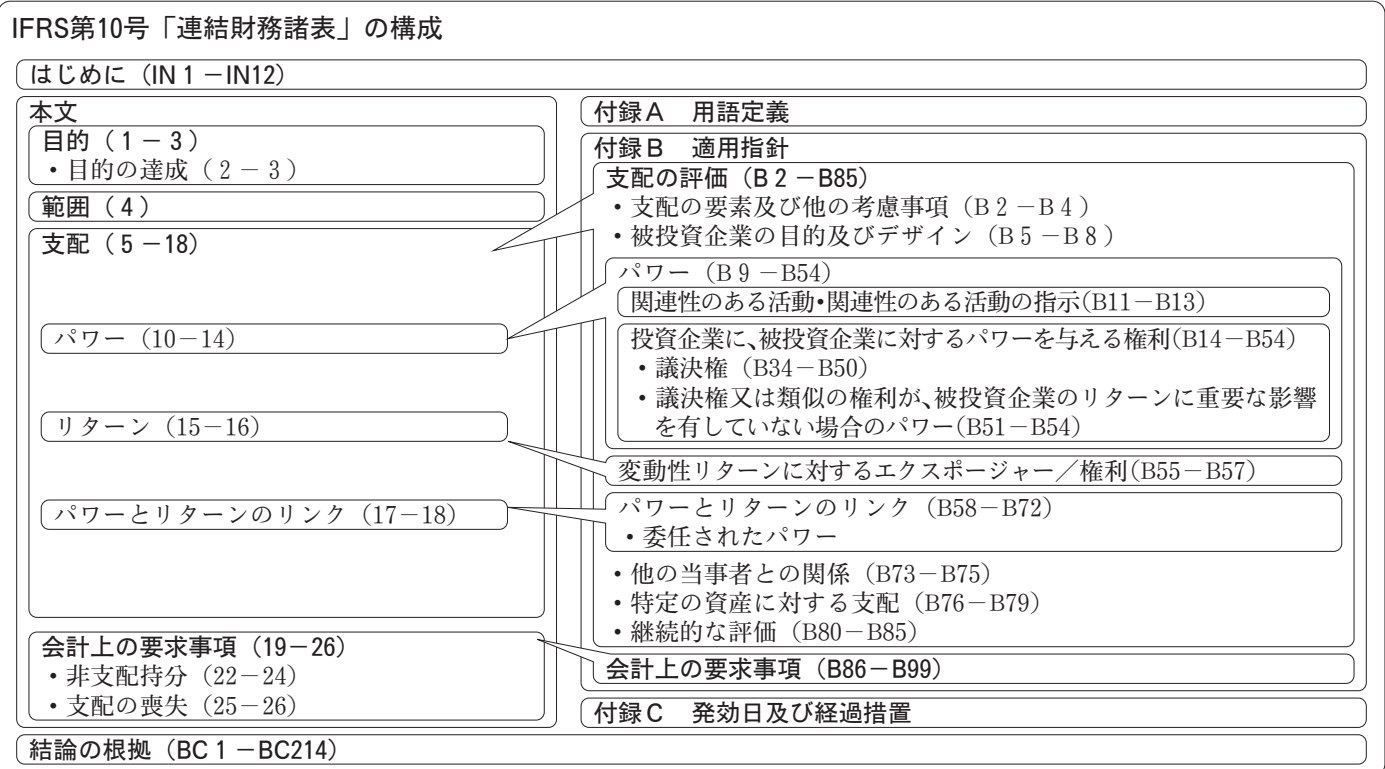 IFRS第10号「連結財務諸表」の構成
はじめに（IN 1 －IN12）
本文
目的（ 1 － 3 ）
・目的の達成（ 2 － 3 ）
範囲（ 4 ）
支配（ 5 －18）
パワー（10－14）
リターン（15－16）
パワーとリターンのリンク（17－18）
会計上の要求事項（19－26）
・非支配持分（22－24）
・支配の喪失（25－26）
付録Ａ　用語定義
付録Ｂ　適用指針
支配の評価（B 2 －B85）
・支配の要素及び他の考慮事項（B 2 －B 4 ）
・被投資企業の目的及びデザイン（B 5 －B 8 ）
パワー（B 9 －B54）
関連性のある活動・関連性のある活動の指示(B11－B13)
投資企業に、被投資企業に対するパワーを与える権利(B14－B54)
・議決権（B34－B50）
・議決権又は類似の権利が、被投資企業のリターンに重要な影響
を有していない場合のパワー(B51－B54)
変動性リターンに対するエクスポージャー／権利(B55－B57)
パワーとリターンのリンク（B58－B72）
・委任されたパワー
・他の当事者との関係（B73－B75）
・特定の資産に対する支配（B76－B79）
・継続的な評価（B80－B85）
会計上の要求事項（B86－B99）
付録Ｃ　発効日及び経過措置
結論の根拠（BC 1 －BC214）